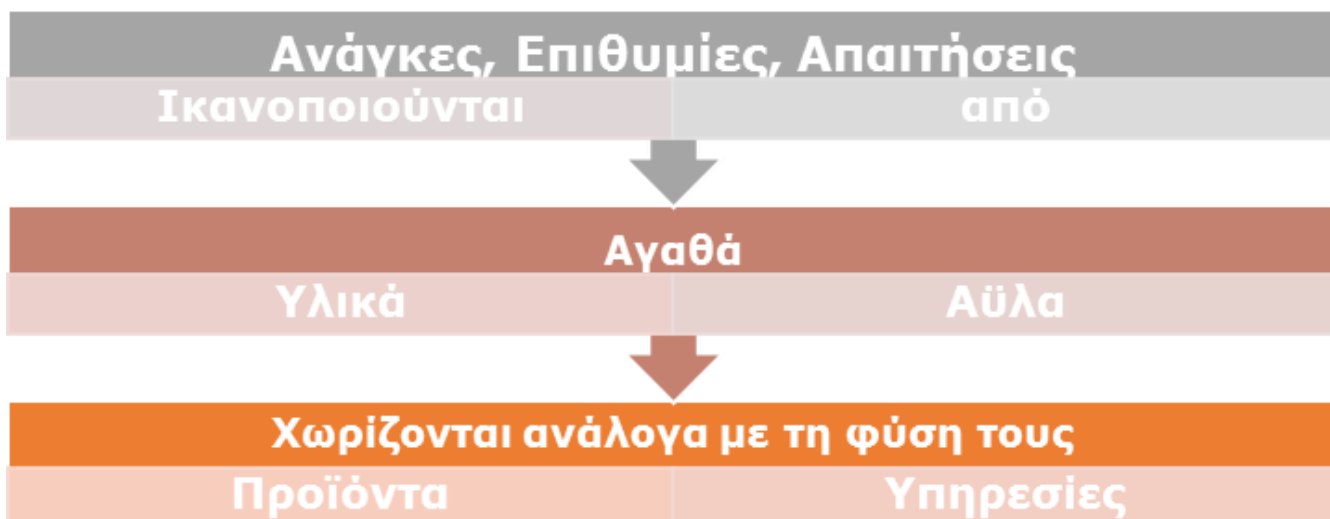 Ανάγκες, Επιθυμίες, Απαιτήσεις
Ικανοποιούνται από
Αγαθά
Υλικά Αϋλα
Χωρίζονται ανάλογα με τη φύση τους
Προϊόντα Υπηρεσίες